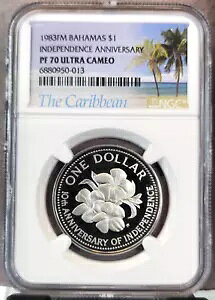 1983FM BAHAMAS $1
INDEPENDENCE ANNIVERSARY
PF 70 ULTRA CAMEO
6880950-013
The Caribbean
NGC
ONE DOLLAR
10th ANNIVERSARY OF INDEPENDENCE